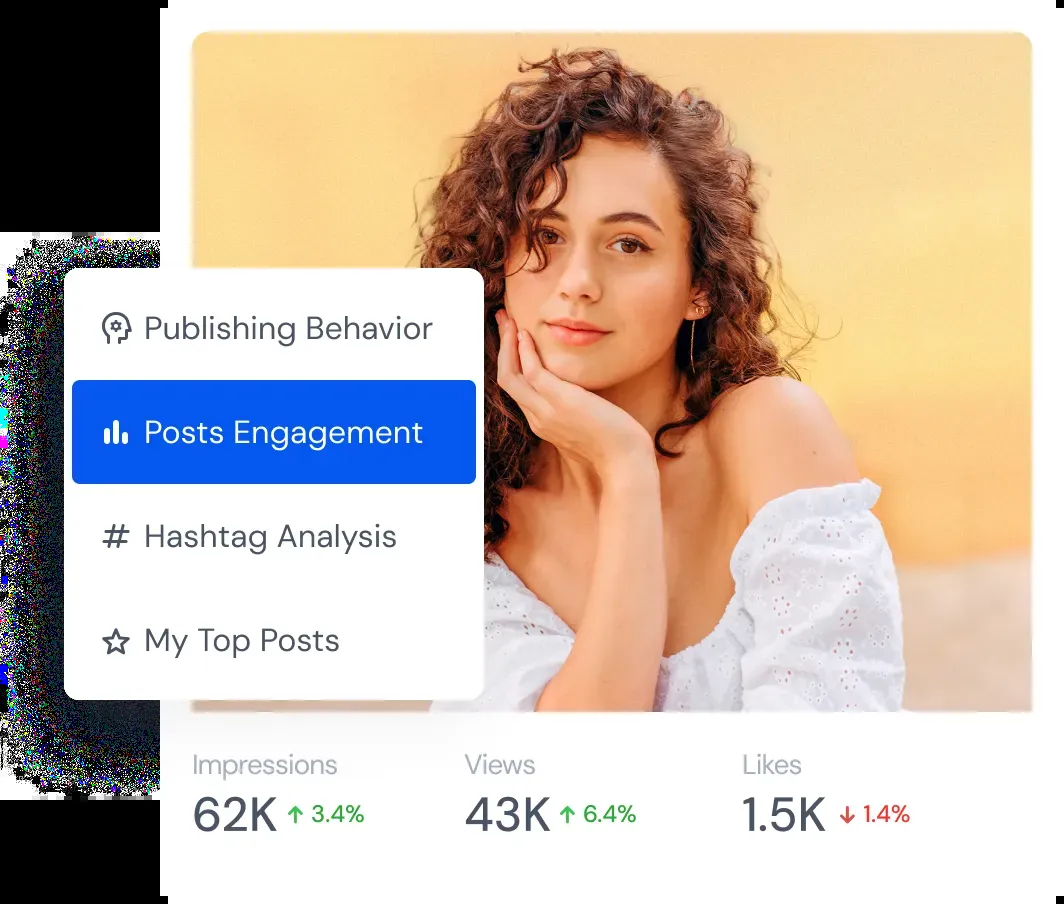 Publishing Behavior
Posts Engagement
# Hashtag Analysis
My Top Posts
Impressions Views Likes
62K ↑ 3.4% 43K ↑ 6.4% 1.5K ↓ 1.4%